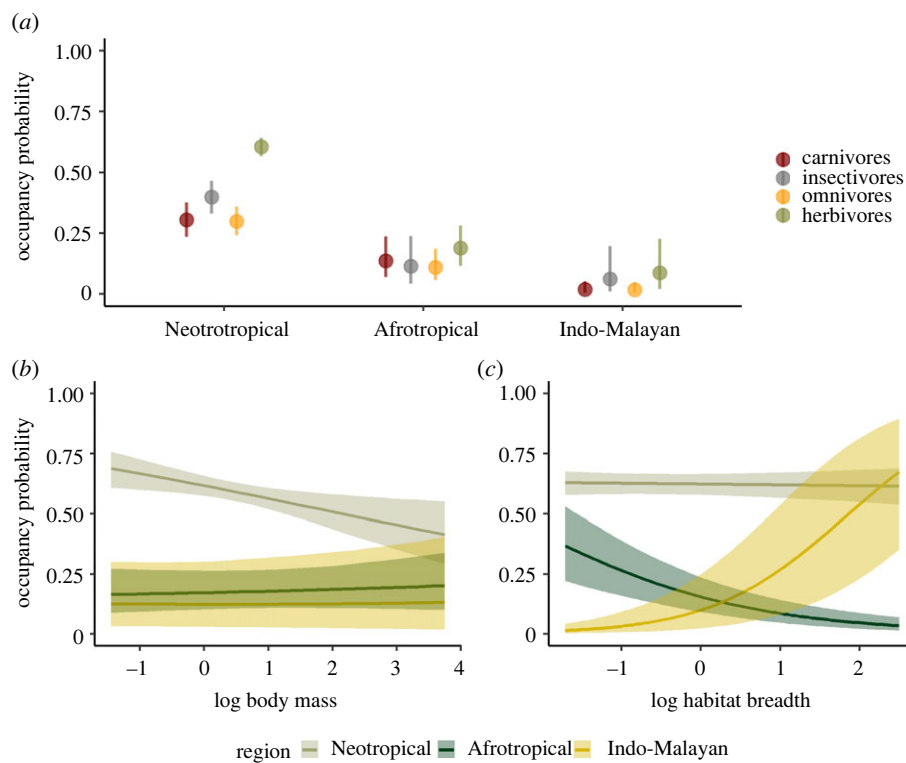 (a)
1.00
0.75
0.50
0.25
0
occupancy probability
Neotrotropical Afrotropical Indo-Malayan
carnivores
insectivores
omnivores
herbivores
(b)
1.00
0.75
0.50
0.25
0
occupancy probability
–1 0 1 2 3 4
log body mass
(c)
1.00
0.75
0.50
0.25
0
–1 0 1 2
log habitat breadth
region Neotropical Afrotropical Indo-Malayan